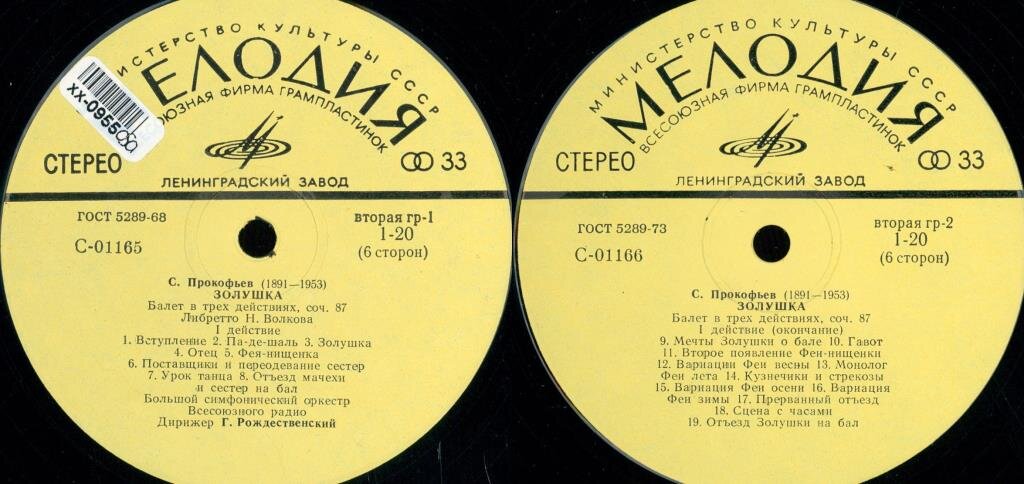 МИНИСТЕРСТВО КУЛЬТУРЫ СССР
ЕЛОДИЯ
ГРАМПЛАСТИНОК
ФИРМА
XX-0955050
СТЕРЕО
33
ЛЕНИНГРАДСКИЙ ЗАВОД
ГОСТ 5289-68
вторая гр-1
С-01165
1-20
(6 сторон)
С. Прокофьев (1891—1953)
ЗОЛУШКА
Балет в трех действиях, соч. 87
Либретто Н. Волкова
I действие
1. Вступление 2. Па-де-шаль 3. Золушка
4. Отец 5. Фея-нищенка
6. Поставщики и переодевание сестер
7. Урок танца 8. Отъезд мачехи
и сестер на бал
Большой симфонический оркестр
Всесоюзного радио
Дирижер Г. Рождественский
МИНИСТЕРСТВО КУЛЬТУРЫ СССР
МЕЛОДИЯ
ВСЕСОЮЗНАЯ ФИРМА ГРАМПЛАСТИНОК
СТЕРЕО
33
ЛЕНИНГРАДСКИЙ ЗАВОД
ГОСТ 5289-73
вторая гр-2
С-01166
1-20
(6 сторон)
С. Прокофьев (1891—1953)
ЗОЛУШКА
Балет в трех действиях, соч. 87
I действие (окончание)
9. Мечты Золушки о бале 10. Гавот
11. Второе появление Феи-нищенки
12. Вариации Феи весны 13. Монолог
Феи лета 14. Кузнечики и стрекозы
15. Вариация Феи осени 16. Вариация
Феи зимы 17. Прерванный отъезд
18. Сцена с часами
19. Отъезд Золушки на бал